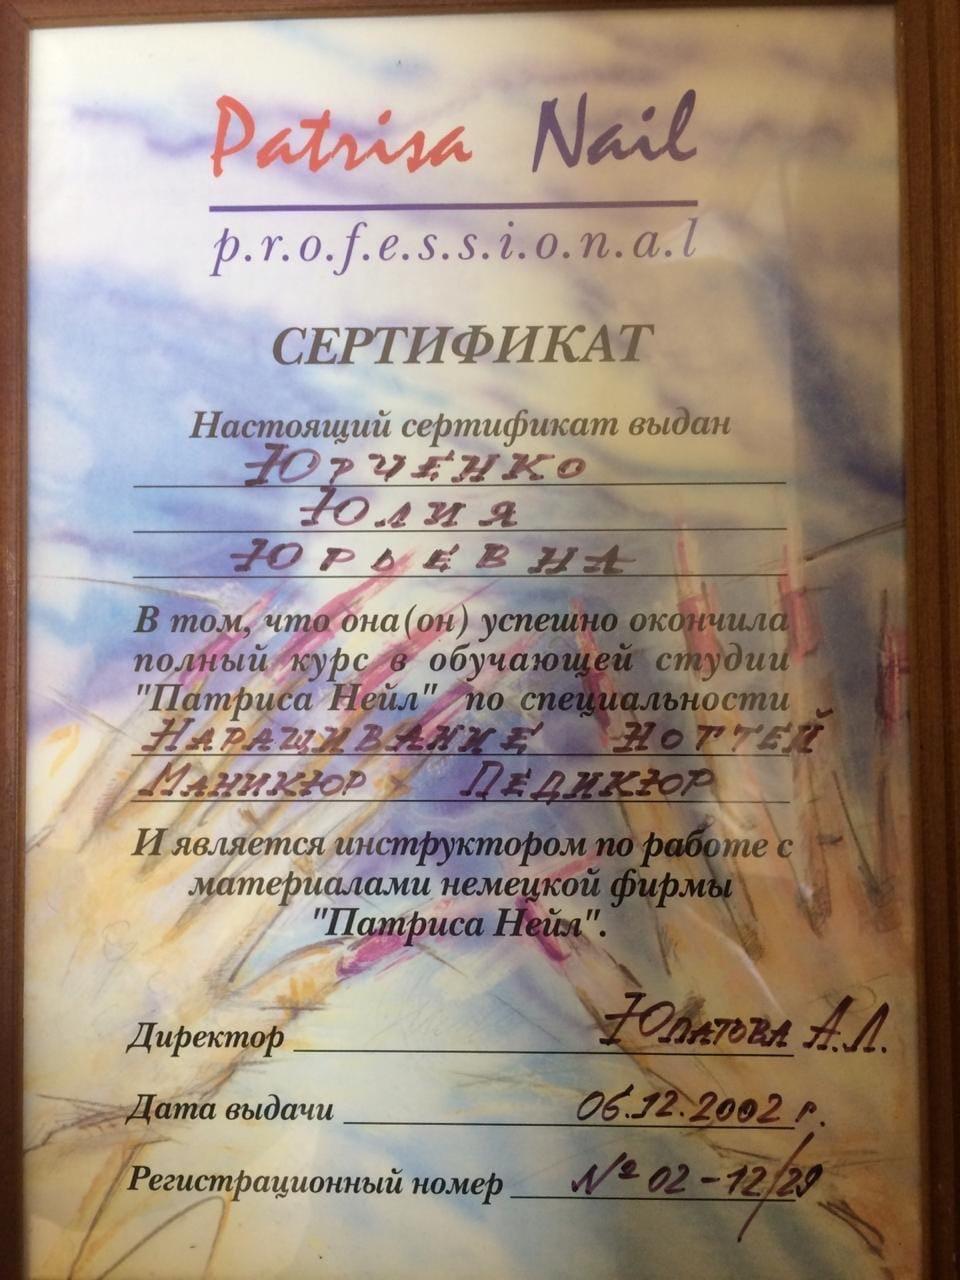 Patrisa Nail
p.r.o.f.e.s.s.i.o.n.a.l
СЕРТИФИКАТ
Настоящий сертификат выдан
ЮРЧЕНКО
ЮЛИЯ
ЮРЬЕВНА
В том, что она(он) успешно окончила
полный курс в обучающей студии
"Патриса Нейл" по специальности
НАРАЩИВАНИЕ НОГТЕЙ
МАНИКЮР ПЕДИКЮР
И является инструктором по работе с
материалами немецкой фирмы
"Патриса Нейл".
Директор ЮПАТОВА А.Л.
Дата выдачи 06.12.2002 г.
Регистрационный номер № 02-12/29